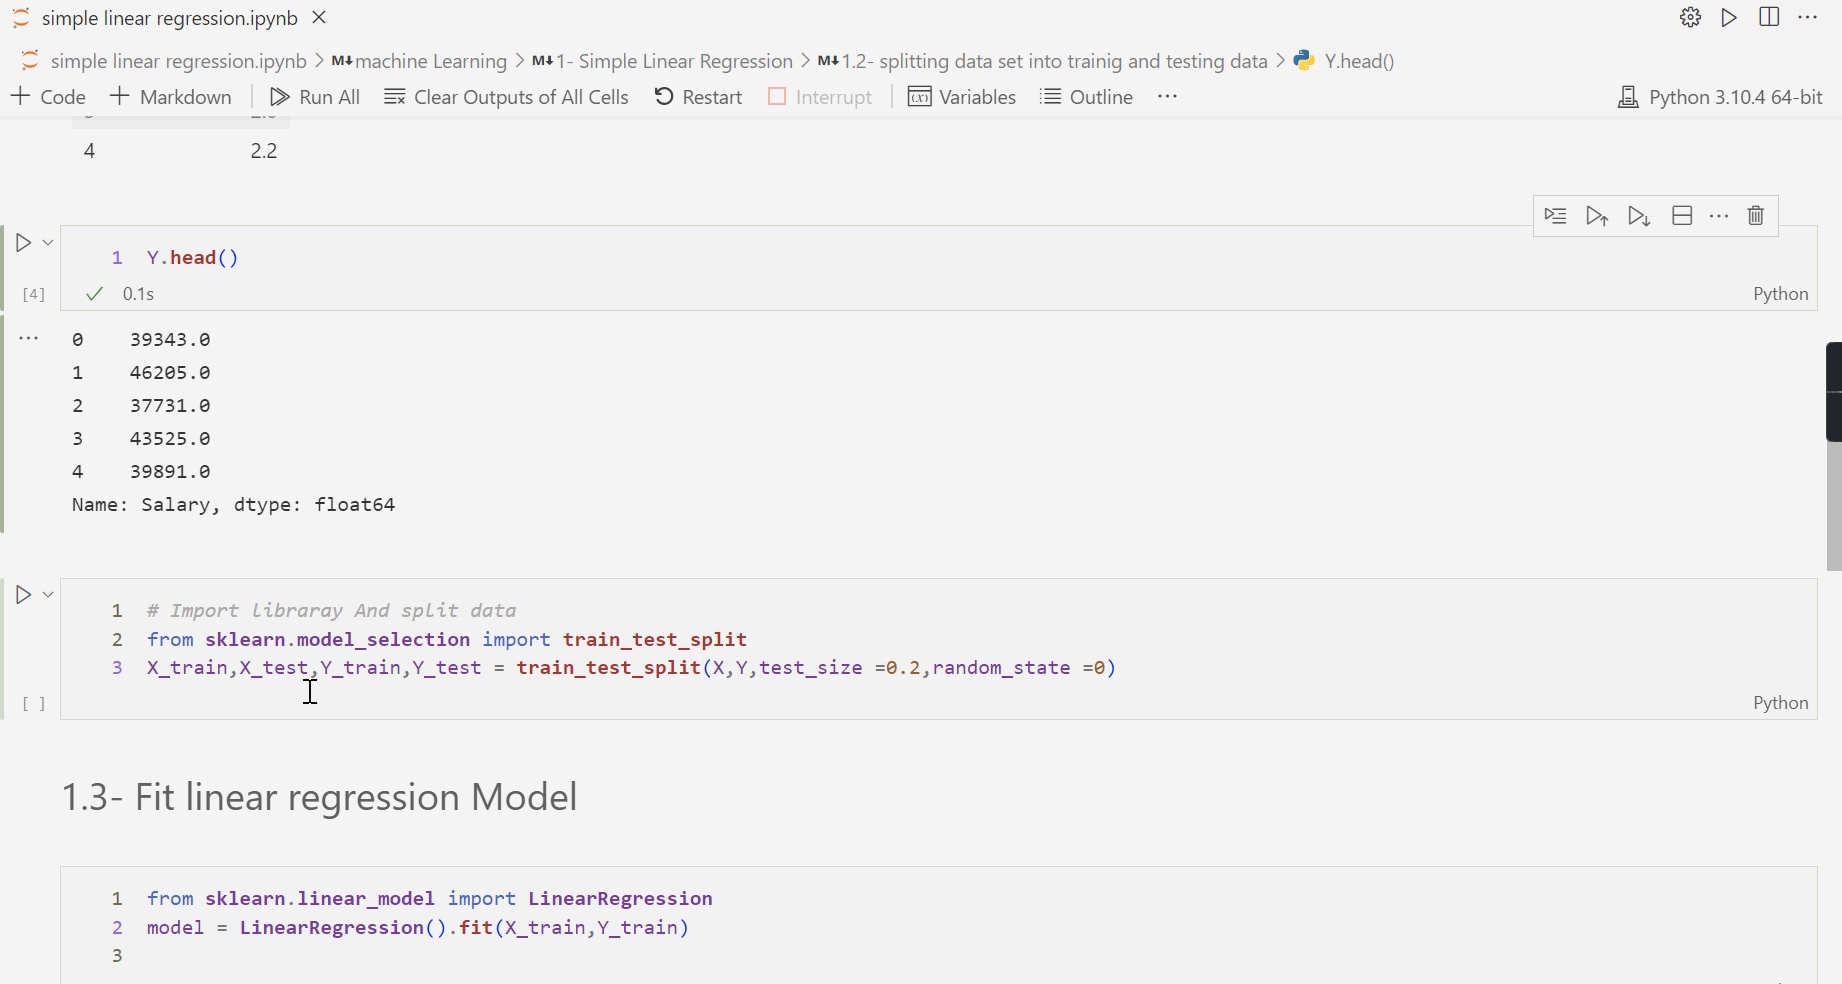 simple linear regression.ipynb
simple linear regression.ipynb > M↓ machine Learning > M↓ 1- Simple Linear Regression > M↓ 1.2- splitting data set into trainig and testing data > Y.head()
+ Code + Markdown Run All Clear Outputs of All Cells Restart Interrupt Variables Outline ··· Python 3.10.4 64-bit
4 2.2
1 Y.head()
[4] ✓ 0.1s Python
0 39343.0
1 46205.0
2 37731.0
3 43525.0
4 39891.0
Name: Salary, dtype: float64
1 # Import libraray And split data
2 from sklearn.model_selection import train_test_split
3 X_train,X_test,Y_train,Y_test = train_test_split(X,Y,test_size =0.2,random_state =0)
[ ] Python
1.3- Fit linear regression Model
1 from sklearn.linear_model import LinearRegression
2 model = LinearRegression().fit(X_train,Y_train)
3